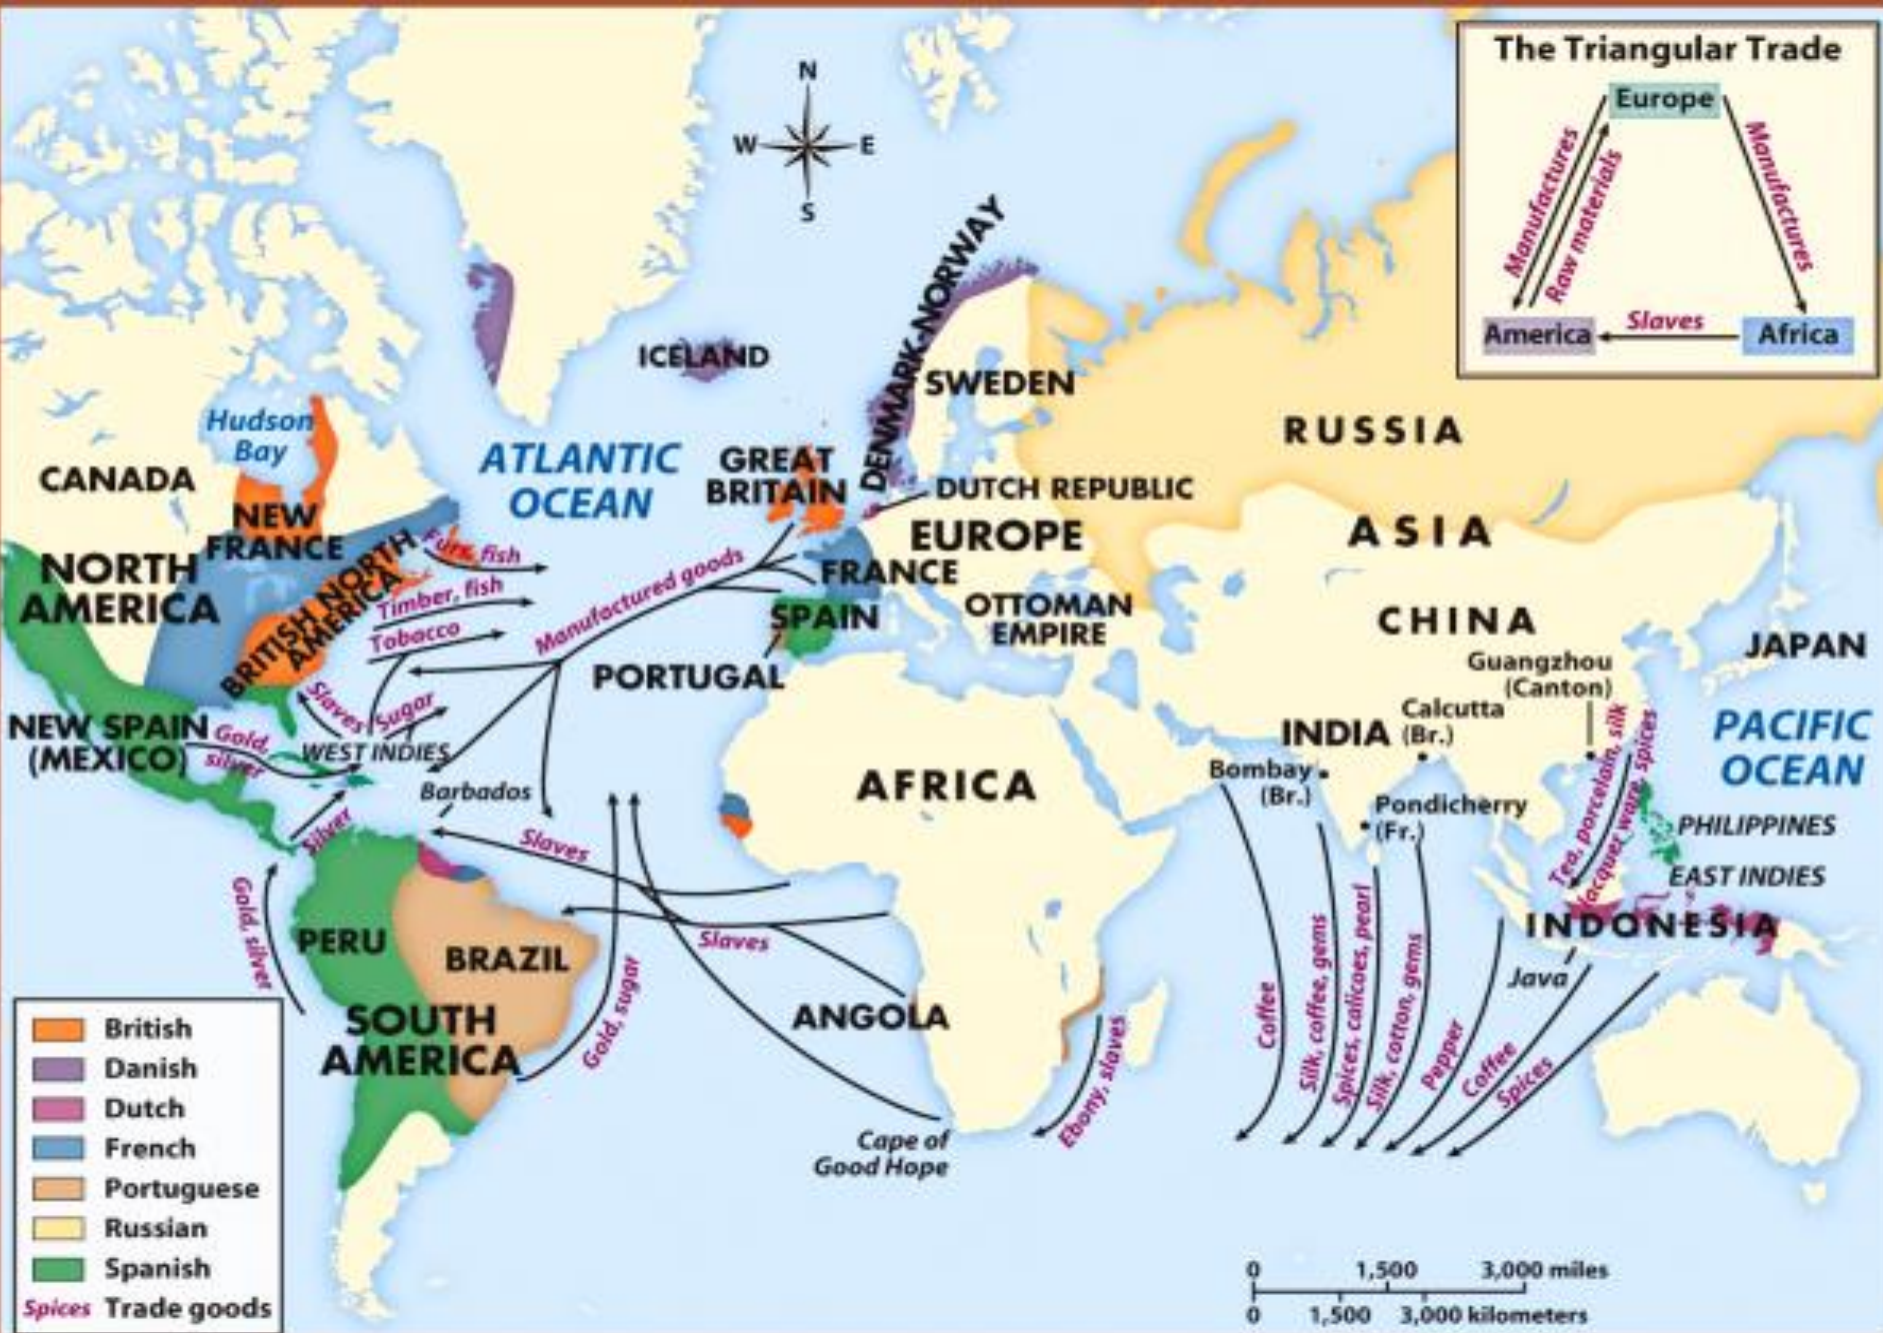 The Triangular Trade
Europe
Manufactures
Raw materials
Manufactures
America
Slaves
Africa
N
W
E
S
ICELAND
DENMARK-NORWAY
SWEDEN
RUSSIA
Hudson
Bay
CANADA
ATLANTIC
OCEAN
GREAT
BRITAIN
DUTCH REPUBLIC
EUROPE
ASIA
NEW
FRANCE
NORTH
AMERICA
BRITISH NORTH
AMERICA
Furs, fish
Timber, fish
Tobacco
Manufactured goods
FRANCE
SPAIN
OTTOMAN
EMPIRE
PORTUGAL
CHINA
JAPAN
Guangzhou
(Canton)
Calcutta
(Br.)
INDIA
Bombay
(Br.)
Pondicherry
(Fr.)
Tea, porcelain, silk
lacquer ware, spices
PACIFIC
OCEAN
PHILIPPINES
EAST INDIES
INDONESIA
Java
NEW SPAIN
(MEXICO)
Gold,
silver
Slaves
Sugar
WEST INDIES
Barbados
AFRICA
Silver
Slaves
Gold, silver
PERU
BRAZIL
Slaves
Gold, sugar
SOUTH
AMERICA
ANGOLA
Cape of
Good Hope
Ebony, slaves
Coffee
Silk, coffee, gems
Spices, calicoes, pearl
Silk, cotton, gems
Pepper
Coffee
Spices
British
Danish
Dutch
French
Portuguese
Russian
Spanish
Spices Trade goods
0 1,500 3,000 miles
0 1,500 3,000 kilometers